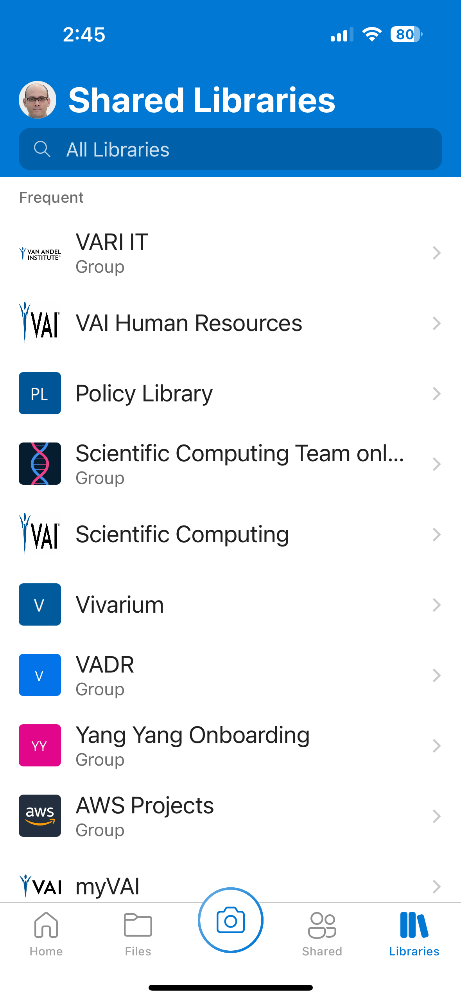 2:45
80
Shared Libraries
All Libraries
Frequent
VAN ANDEL
INSTITUTE
VARI IT
Group
VAI
VAI Human Resources
PL
Policy Library
Scientific Computing Team onl...
Group
VAI
Scientific Computing
V
Vivarium
V
VADR
Group
YY
Yang Yang Onboarding
Group
aws
AWS Projects
Group
VAI
myVAI
Home
Files
Shared
Libraries